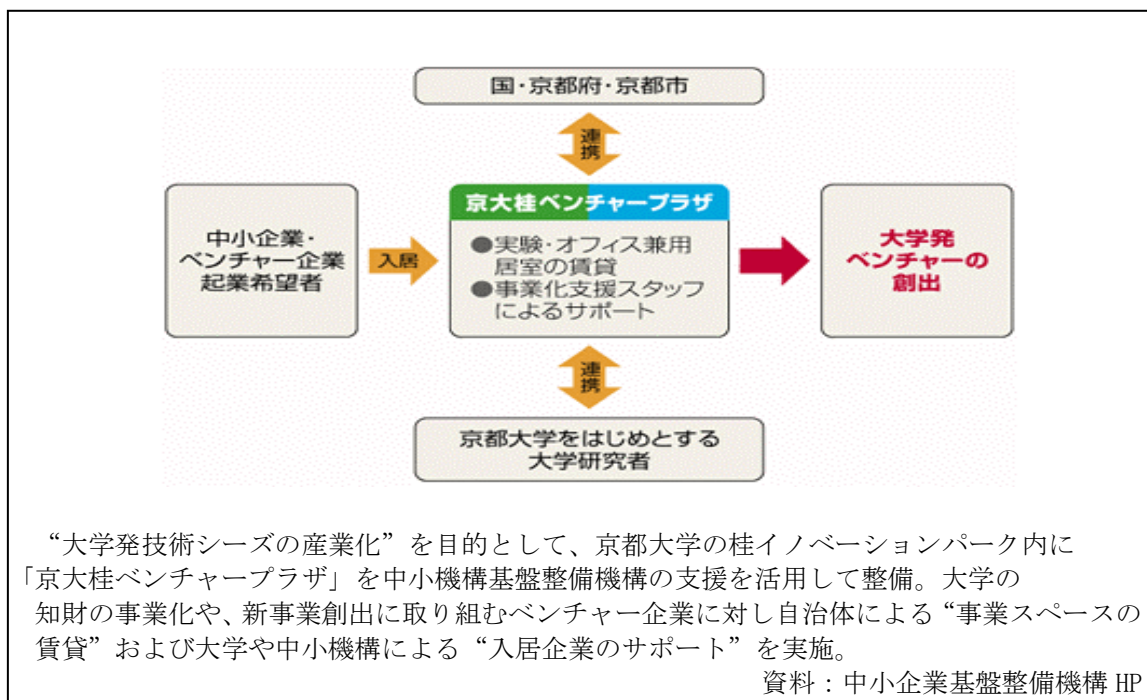 国・京都府・京都市
連携
中小企業・
ベンチャー企業
起業希望者
入居
京大桂ベンチャープラザ
●実験・オフィス兼用
居室の賃貸
●事業化支援スタッフ
によるサポート
大学発
ベンチャーの
創出
連携
京都大学をはじめとする
大学研究者
“大学発技術シーズの産業化”を目的として、京都大学の桂イノベーションパーク内に
「京大桂ベンチャープラザ」を中小機構基盤整備機構の支援を活用して整備。大学の
知財の事業化や、新事業創出に取り組むベンチャー企業に対し自治体による“事業スペースの
賃貸”および大学や中小機構による“入居企業のサポート”を実施。
資料：中小企業基盤整備機構 HP